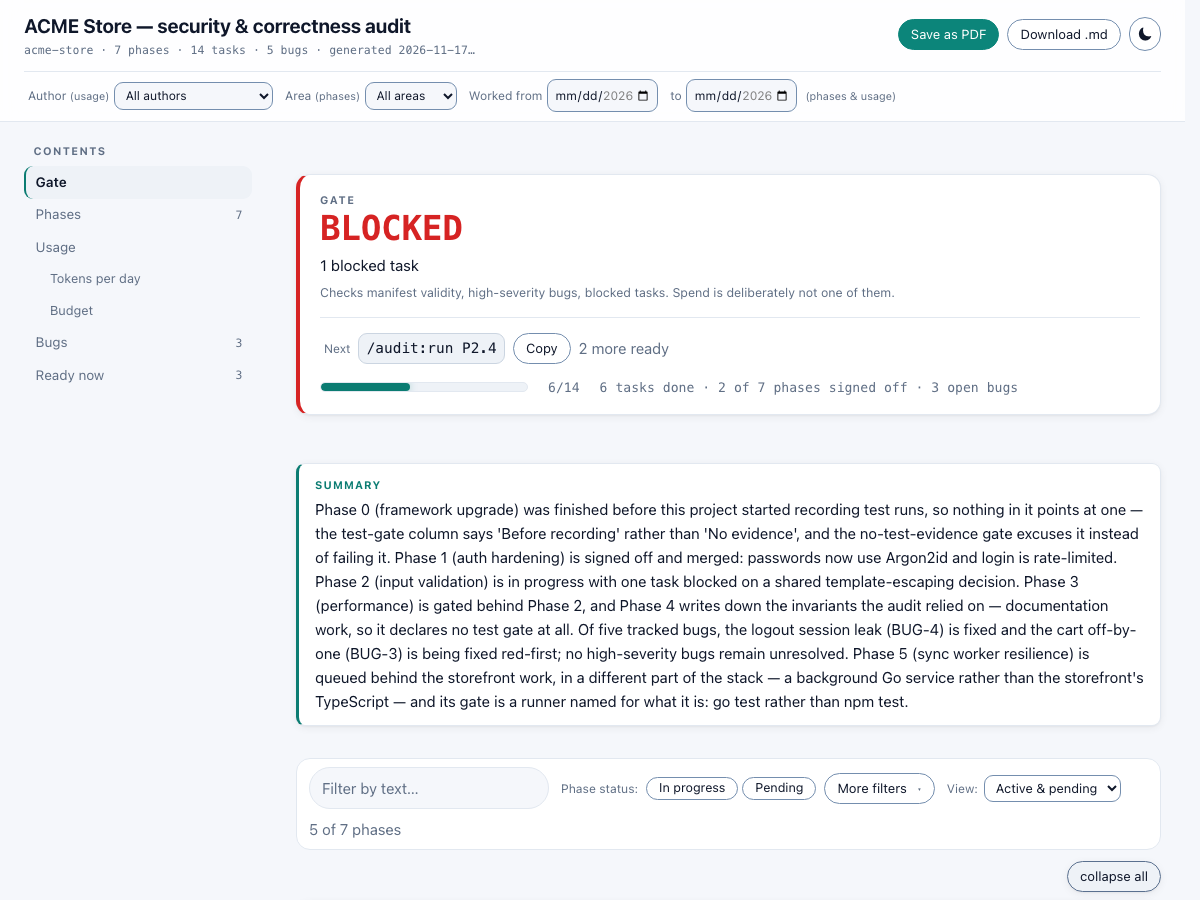 ACME Store — security & correctness audit
acme-store · 7 phases · 14 tasks · 5 bugs · generated 2026-11-17…
Save as PDF
Download .md
Author (usage) All authors Area (phases) All areas Worked from mm/dd/2026 to mm/dd/2026 (phases & usage)
CONTENTS
Gate
Phases 7
Usage
Tokens per day
Budget
Bugs 3
Ready now 3
GATE
BLOCKED
1 blocked task
Checks manifest validity, high-severity bugs, blocked tasks. Spend is deliberately not one of them.
Next /audit:run P2.4 Copy 2 more ready
6/14 6 tasks done · 2 of 7 phases signed off · 3 open bugs
SUMMARY
Phase 0 (framework upgrade) was finished before this project started recording test runs, so nothing in it points at one —
the test-gate column says 'Before recording' rather than 'No evidence', and the no-test-evidence gate excuses it instead
of failing it. Phase 1 (auth hardening) is signed off and merged: passwords now use Argon2id and login is rate-limited.
Phase 2 (input validation) is in progress with one task blocked on a shared template-escaping decision. Phase 3
(performance) is gated behind Phase 2, and Phase 4 writes down the invariants the audit relied on — documentation
work, so it declares no test gate at all. Of five tracked bugs, the logout session leak (BUG-4) is fixed and the cart off-by-
one (BUG-3) is being fixed red-first; no high-severity bugs remain unresolved. Phase 5 (sync worker resilience) is
queued behind the storefront work, in a different part of the stack — a background Go service rather than the storefront's
TypeScript — and its gate is a runner named for what it is: go test rather than npm test.
Filter by text... Phase status: In progress Pending More filters · View: Active & pending
5 of 7 phases
collapse all